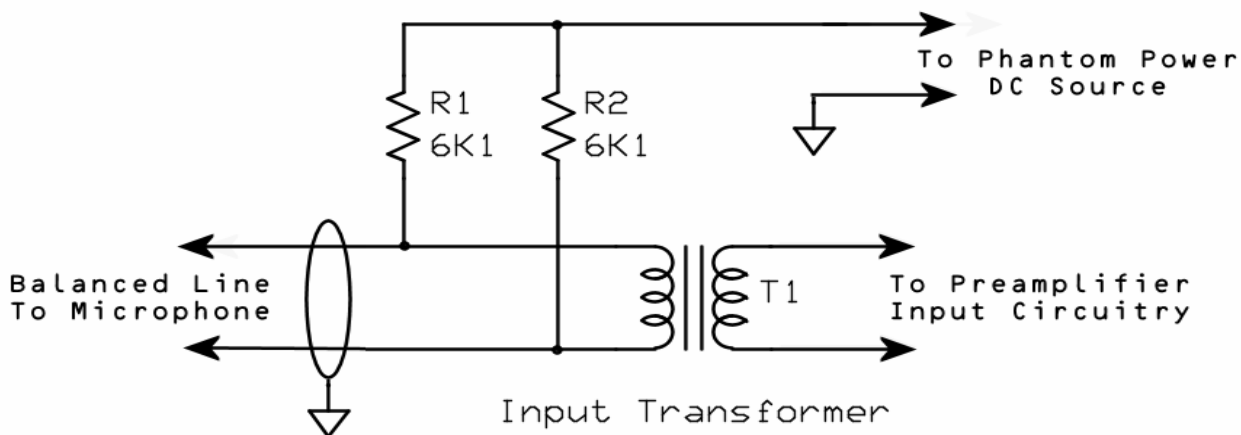 To Phantom Power
DC Source
R1
6K1
R2
6K1
Balanced Line
To Microphone
T1
To Preamplifier
Input Circuitry
Input Transformer